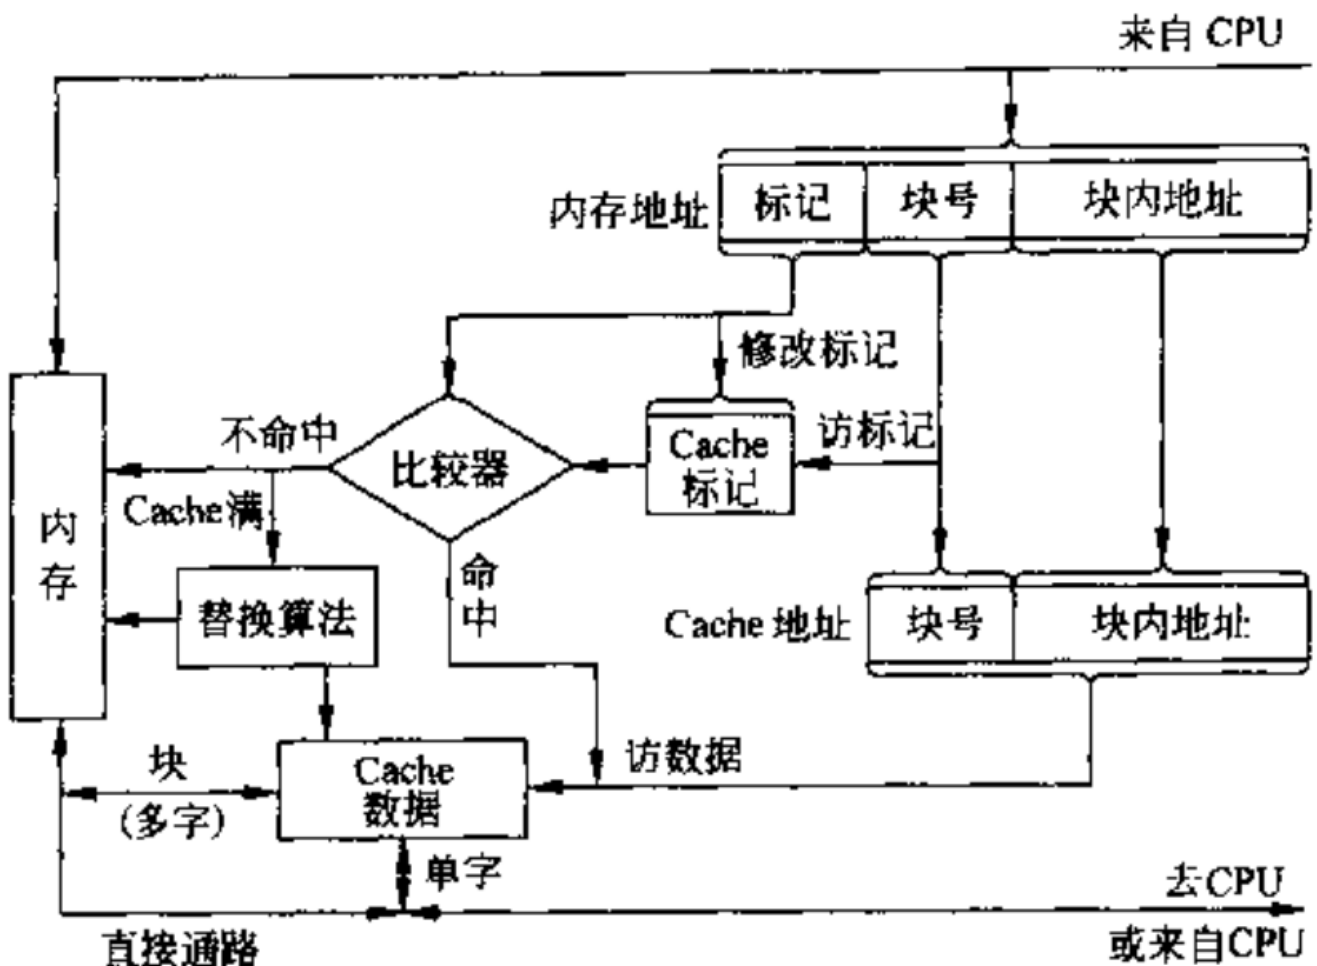 来自 CPU
内存地址
标记
块号
块内地址
修改标记
不命中
比较器
Cache
标记
访标记
Cache满
内
存
命
中
替换算法
Cache 地址
块号
块内地址
块
(多字)
Cache
数据
访数据
单字
去CPU
直接通路
或来自CPU